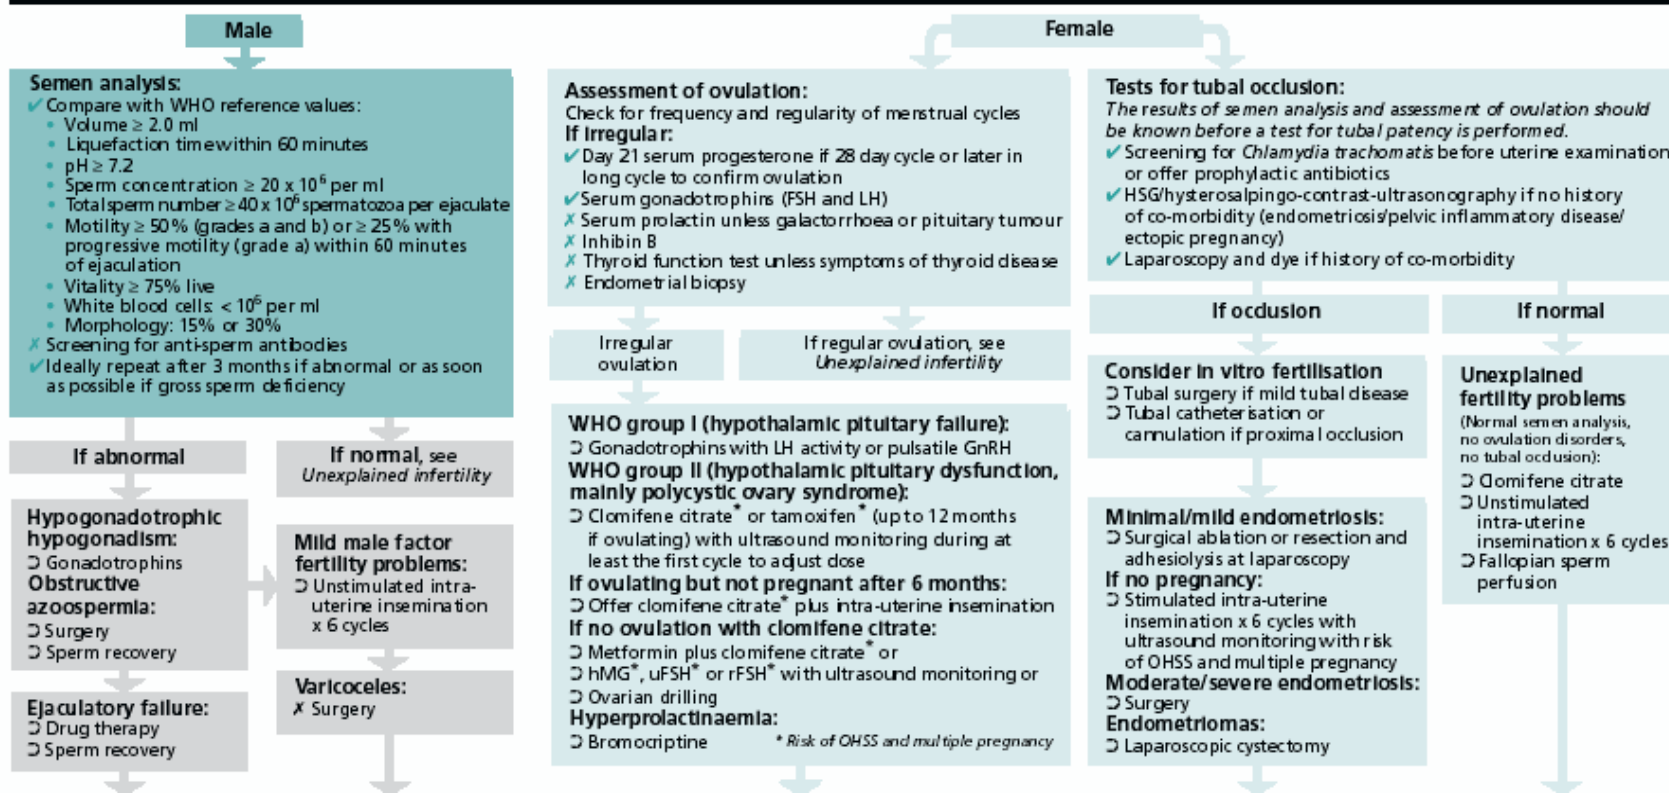 Male
Semen analysis:
✓ Compare with WHO reference values:
• Volume ≥ 2.0 ml
• Liquefaction time within 60 minutes
• pH ≥ 7.2
• Sperm concentration ≥ 20 x 10⁶ per ml
• Total sperm number ≥ 40 x 10⁶ spermatozoa per ejaculate
• Motility ≥ 50% (grades a and b) or ≥ 25% with
progressive motility (grade a) within 60 minutes
of ejaculation
• Vitality ≥ 75% live
• White blood cells: < 10⁶ per ml
• Morphology: 15% or 30%
✗ Screening for anti-sperm antibodies
✓ Ideally repeat after 3 months if abnormal or as soon
as possible if gross sperm deficiency
If abnormal
If normal, see
Unexplained infertility
Hypogonadotrophic
hypogonadism:
⊃ Gonadotrophins
Obstructive
azoospermia:
⊃ Surgery
⊃ Sperm recovery
Mild male factor
fertility problems:
⊃ Unstimulated intra-
uterine insemination
x 6 cycles
Ejaculatory failure:
⊃ Drug therapy
⊃ Sperm recovery
Varicoceles:
✗ Surgery
Female
Assessment of ovulation:
Check for frequency and regularity of menstrual cycles
If irregular:
✓ Day 21 serum progesterone if 28 day cycle or later in
long cycle to confirm ovulation
✓ Serum gonadotrophins (FSH and LH)
✗ Serum prolactin unless galactorrhoea or pituitary tumour
✗ Inhibin B
✗ Thyroid function test unless symptoms of thyroid disease
✗ Endometrial biopsy
Irregular
ovulation
If regular ovulation, see
Unexplained infertility
WHO group I (hypothalamic pituitary failure):
⊃ Gonadotrophins with LH activity or pulsatile GnRH
WHO group II (hypothalamic pituitary dysfunction,
mainly polycystic ovary syndrome):
⊃ Clomifene citrate* or tamoxifen* (up to 12 months
if ovulating) with ultrasound monitoring during at
least the first cycle to adjust close
If ovulating but not pregnant after 6 months:
⊃ Offer clomifene citrate* plus intra-uterine insemination
If no ovulation with clomifene citrate:
⊃ Metformin plus clomifene citrate* or
⊃ hMG*, uFSH* or rFSH* with ultrasound monitoring or
⊃ Ovarian drilling
Hyperprolactinaemia:
⊃ Bromocriptine
* Risk of OHSS and multiple pregnancy
Tests for tubal occlusion:
The results of semen analysis and assessment of ovulation should
be known before a test for tubal patency is performed.
✓ Screening for Chlamydia trachomatis before uterine examination
or offer prophylactic antibiotics
✓ HSG/hysterosalpingo-contrast-ultrasonography if no history
of co-morbidity (endometriosis/pelvic inflammatory disease/
ectopic pregnancy)
✓ Laparoscopy and dye if history of co-morbidity
If occlusion
If normal
Consider in vitro fertilisation
⊃ Tubal surgery if mild tubal disease
⊃ Tubal catheterisation or
cannulation if proximal occlusion
Minimal/mild endometriosis:
⊃ Surgical ablation or resection and
adhesiolysis at laparoscopy
If no pregnancy:
⊃ Stimulated intra-uterine
insemination x 6 cycles with
ultrasound monitoring with risk
of OHSS and multiple pregnancy
Moderate/severe endometriosis:
⊃ Surgery
Endometriomas:
⊃ Laparoscopic cystectomy
Unexplained
fertility problems
(Normal semen analysis,
no ovulation disorders,
no tubal occlusion):
⊃ Clomifene citrate
⊃ Unstimulated
intra-uterine
insemination x 6 cycles
⊃ Fallopian sperm
perfusion